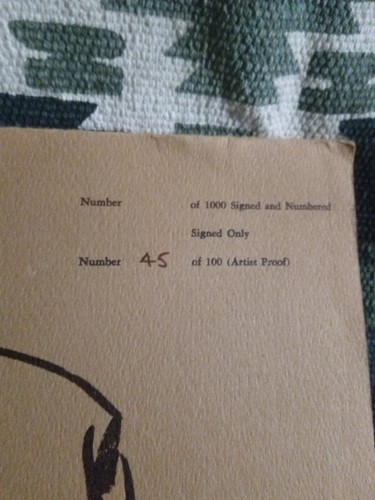 Number of 1000 Signed and Numbered
Signed Only
Number 45 of 100 (Artist Proof)